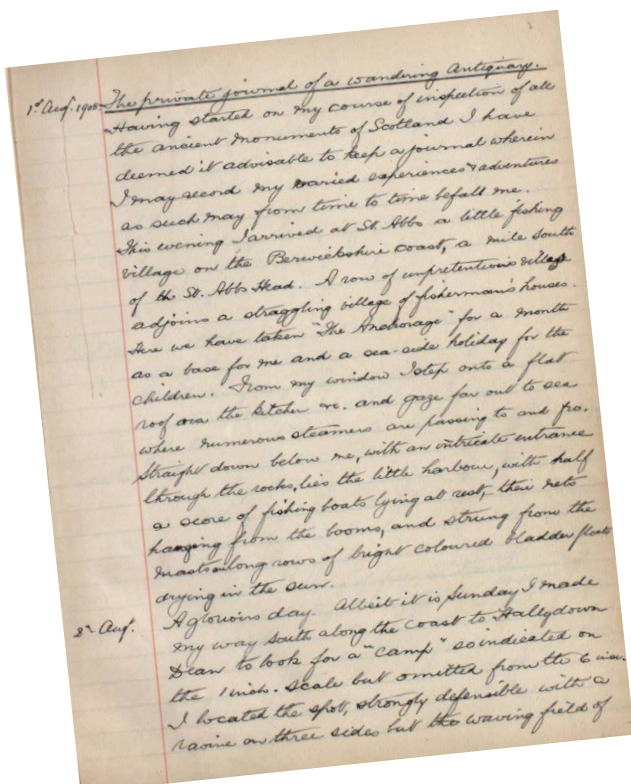 1st Aug. 1908 The private journal of a wandering Antiquary.
Having started on my course of inspection of all
the ancient Monuments of Scotland I have
deemed it advisable to keep a journal wherein
I may record my varied experiences & adventures
as such may from time to time befall me.
This evening I arrived at St. Abbs a little fishing
village on the Berwickshire coast, a mile south
of the St. Abbs Head. A row of unpretentious village
adjoins a straggling village of fisherman's houses.
Here we have taken "The Anchorage" for a month
as a base for me and a sea-side holiday for the
children. From my window I step onto a flat
roof over the kitchen &c. and gaze far out to sea
where numerous steamers are passing to and fro.
Straight down below me, with an intricate entrance
through the rocks, lies the little harbour, with half
a score of fishing boats lying at rest, their nets
hanging from the booms, and strung from the
masts along rows of bright coloured bladder floats
drying in the sun.
2nd Aug. A glorious day. Albeit it is Sunday I made
my way south along the coast to Hallydown
Dean to look for a "camp" so indicated on
the 1 inch. scale but omitted from the 6 inch.
I located the spot, strongly defensible with a
ravine on three sides but the waving field of